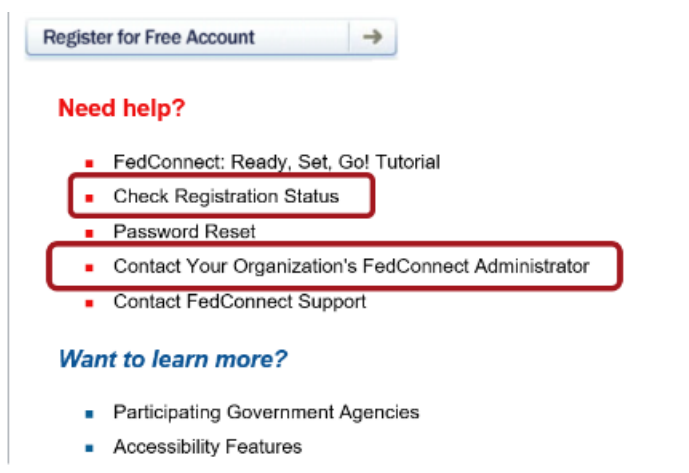 Register for Free Account
Need help?
FedConnect: Ready, Set, Go! Tutorial
Check Registration Status
Password Reset
Contact Your Organization's FedConnect Administrator
Contact FedConnect Support
Want to learn more?
Participating Government Agencies
Accessibility Features